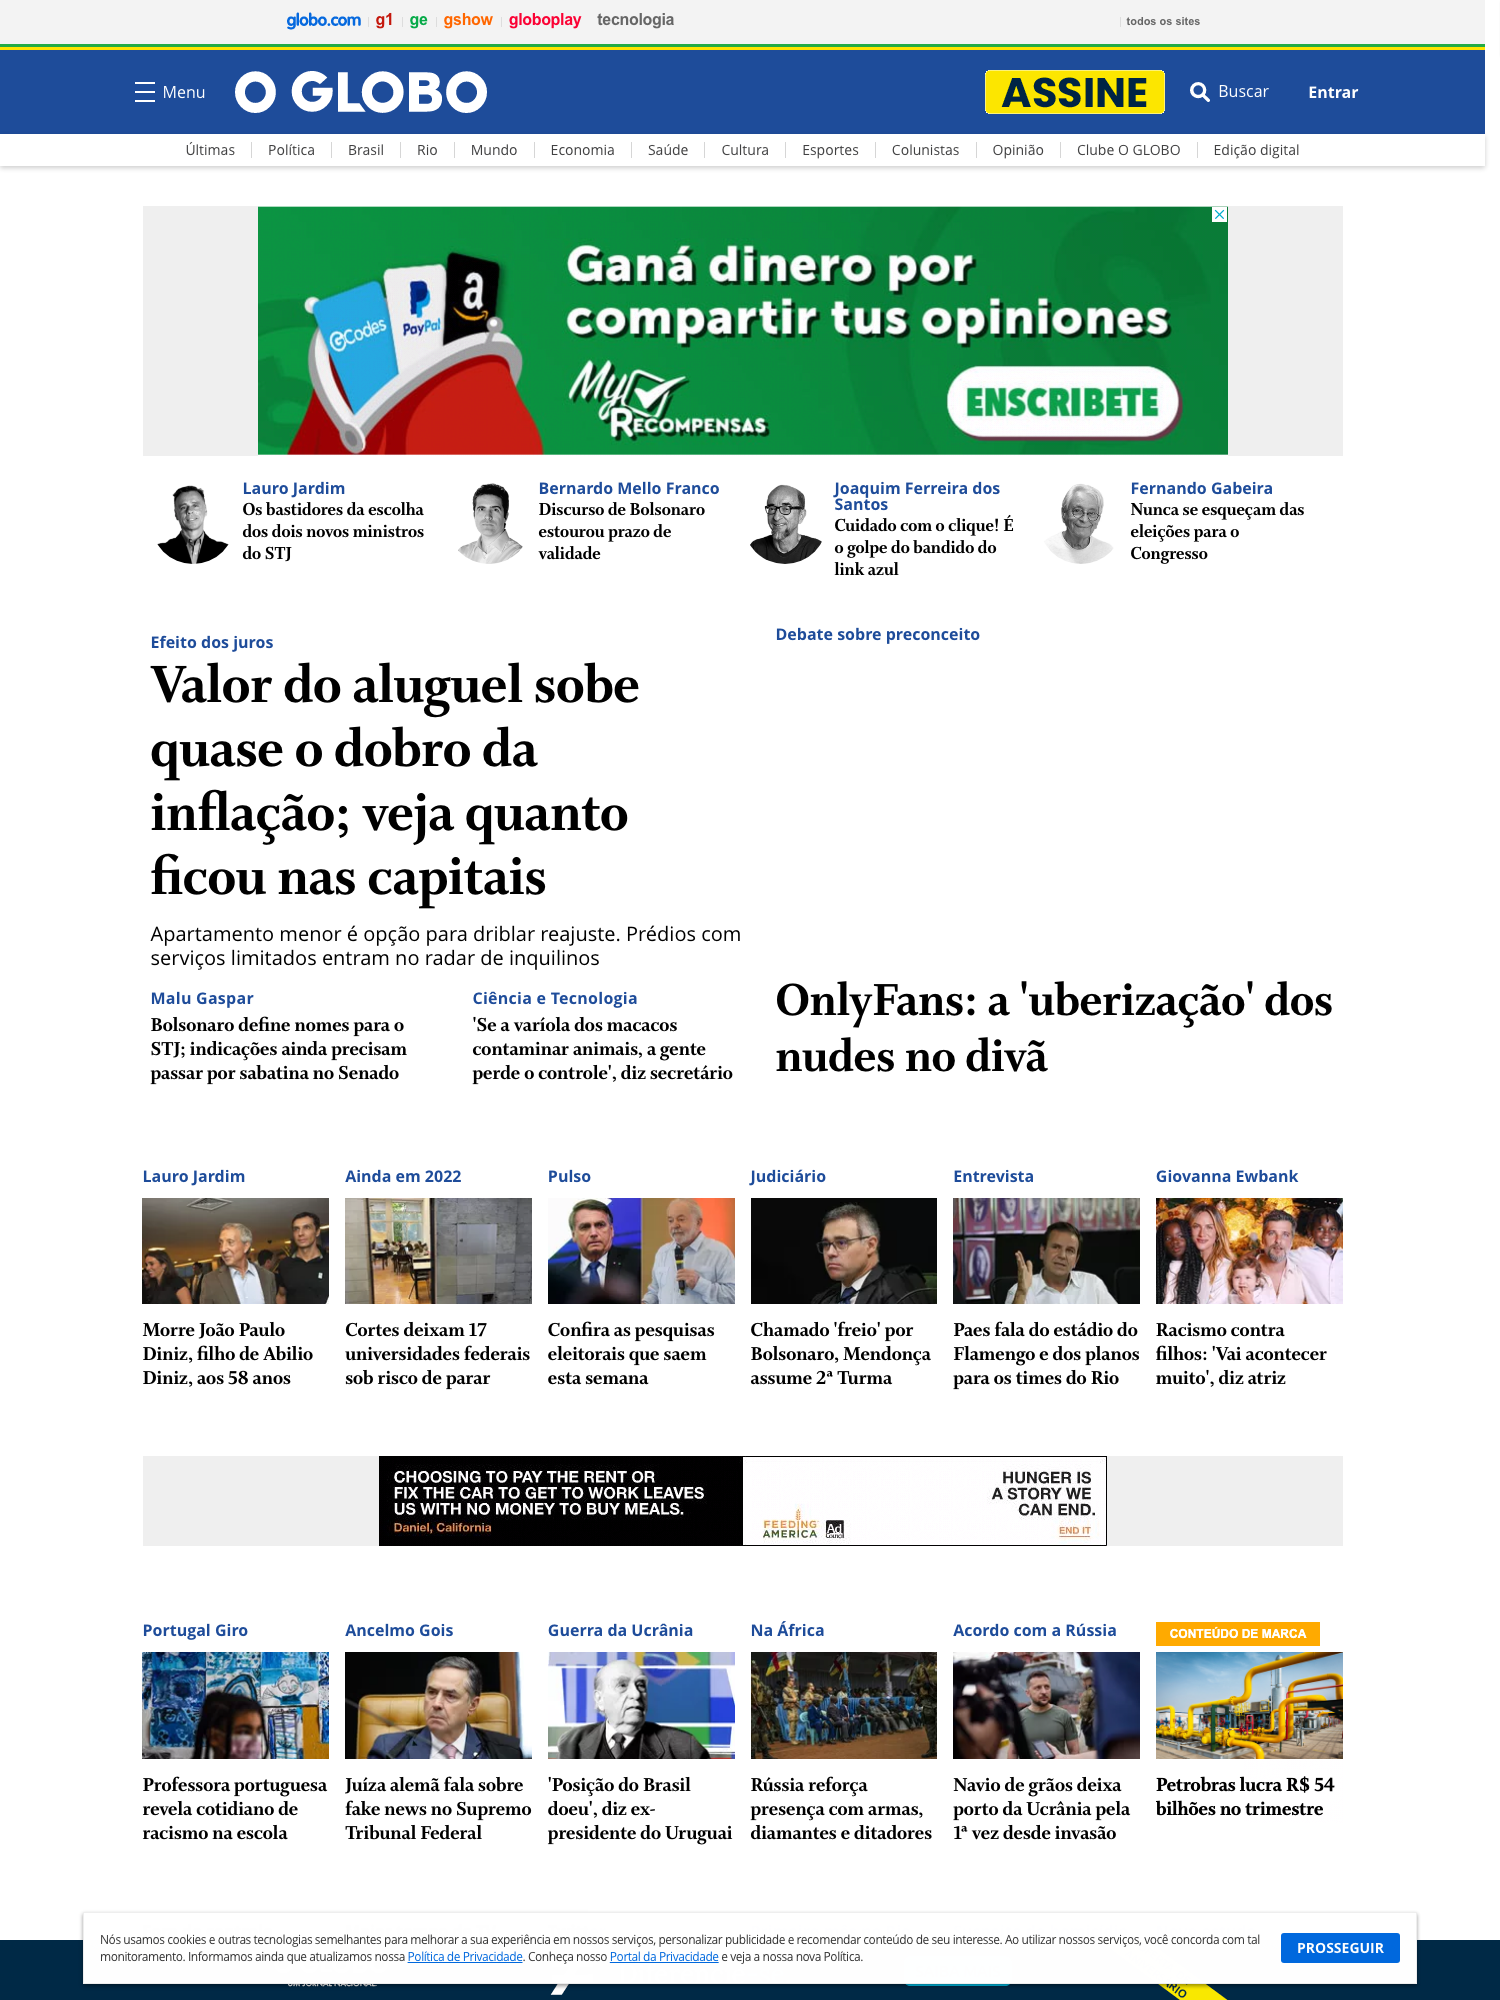 globo.com g1 ge gshow globoplay tecnologia todos os sites
Menu O GLOBO ASSINE Buscar Entrar
Últimas Política Brasil Rio Mundo Economia Saúde Cultura Esportes Colunistas Opinião Clube O GLOBO Edição digital
Ganá dinero por
compartir tus opiniones
GCodes PayPal a
My
Recompensas
ENSCRIBETE
Lauro Jardim
Os bastidores da escolha
dos dois novos ministros
do STJ
Bernardo Mello Franco
Discurso de Bolsonaro
estourou prazo de
validade
Joaquim Ferreira dos
Santos
Cuidado com o clique! É
o golpe do bandido do
link azul
Fernando Gabeira
Nunca se esqueçam das
eleições para o
Congresso
Efeito dos juros
Valor do aluguel sobe
quase o dobro da
inflação; veja quanto
ficou nas capitais
Apartamento menor é opção para driblar reajuste. Prédios com
serviços limitados entram no radar de inquilinos
Malu Gaspar
Bolsonaro define nomes para o
STJ; indicações ainda precisam
passar por sabatina no Senado
Ciência e Tecnologia
'Se a varíola dos macacos
contaminar animais, a gente
perde o controle', diz secretário
Debate sobre preconceito
OnlyFans: a 'uberização' dos
nudes no divã
Lauro Jardim
Morre João Paulo
Diniz, filho de Abilio
Diniz, aos 58 anos
Ainda em 2022
Cortes deixam 17
universidades federais
sob risco de parar
Pulso
Confira as pesquisas
eleitorais que saem
esta semana
Judiciário
Chamado 'freio' por
Bolsonaro, Mendonça
assume 2ª Turma
Entrevista
Paes fala do estádio do
Flamengo e dos planos
para os times do Rio
Giovanna Ewbank
Racismo contra
filhos: 'Vai acontecer
muito', diz atriz
CHOOSING TO PAY THE RENT OR
FIX THE CAR TO GET TO WORK LEAVES
US WITH NO MONEY TO BUY MEALS.
Daniel, California
FEEDING
AMERICA
Ad
Council
HUNGER IS
A STORY WE
CAN END.
END IT
Portugal Giro
Professora portuguesa
revela cotidiano de
racismo na escola
Ancelmo Gois
Juíza alemã fala sobre
fake news no Supremo
Tribunal Federal
Guerra da Ucrânia
'Posição do Brasil
doeu', diz ex-
presidente do Uruguai
Na África
Rússia reforça
presença com armas,
diamantes e ditadores
Acordo com a Rússia
Navio de grãos deixa
porto da Ucrânia pela
1ª vez desde invasão
CONTEÚDO DE MARCA
Petrobras lucra R$ 54
bilhões no trimestre
Nós usamos cookies e outras tecnologias semelhantes para melhorar a sua experiência em nossos serviços, personalizar publicidade e recomendar conteúdo de seu interesse. Ao utilizar nossos serviços, você concorda com tal
monitoramento. Informamos ainda que atualizamos nossa Política de Privacidade. Conheça nosso Portal da Privacidade e veja a nossa nova Política.
PROSSEGUIR